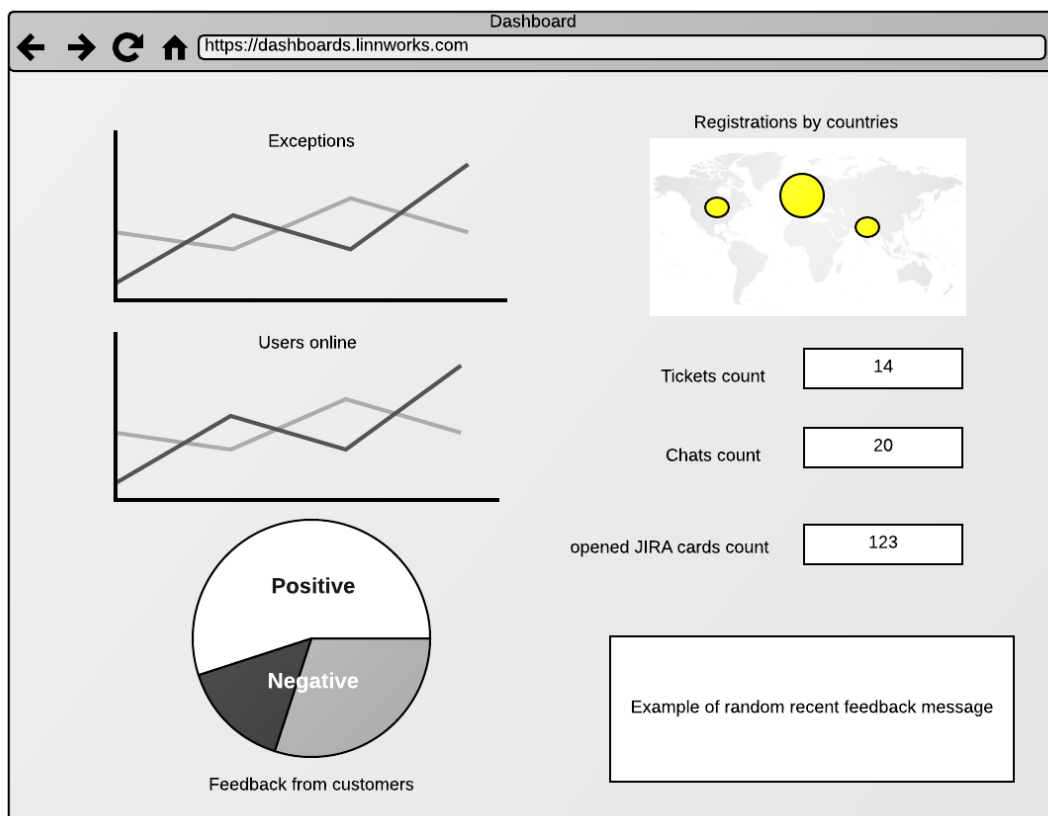 Dashboard
https://dashboards.linnworks.com
Exceptions
Registrations by countries
Users online
Tickets count
14
Chats count
20
opened JIRA cards count
123
Positive
Negative
Feedback from customers
Example of random recent feedback message